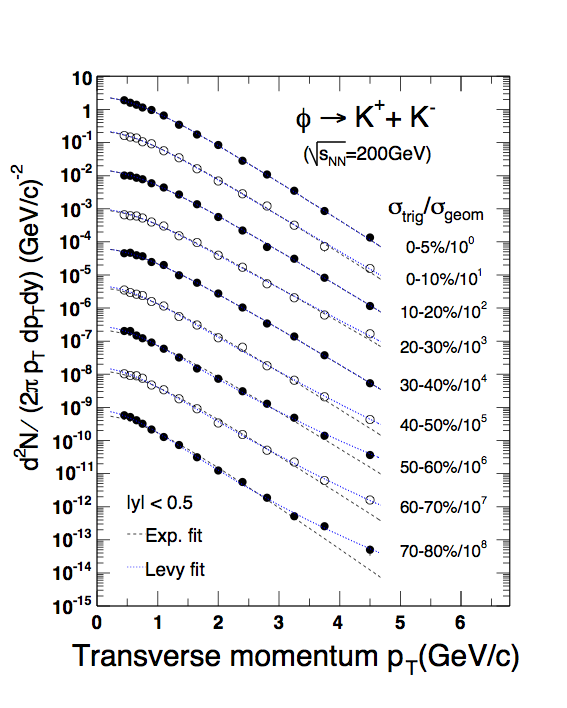 d²N/ (2π p_T dp_T dy) (GeV/c)⁻²
10
1
10⁻¹
10⁻²
10⁻³
10⁻⁴
10⁻⁵
10⁻⁶
10⁻⁷
10⁻⁸
10⁻⁹
10⁻¹⁰
10⁻¹¹
10⁻¹²
10⁻¹³
10⁻¹⁴
10⁻¹⁵
ϕ → K⁺+ K⁻
(√s_NN=200GeV)
σ_trig/σ_geom
0-5%/10⁰
0-10%/10¹
10-20%/10²
20-30%/10³
30-40%/10⁴
40-50%/10⁵
50-60%/10⁶
60-70%/10⁷
70-80%/10⁸
|y| < 0.5
Exp. fit
Levy fit
0 1 2 3 4 5 6
Transverse momentum p_T(GeV/c)